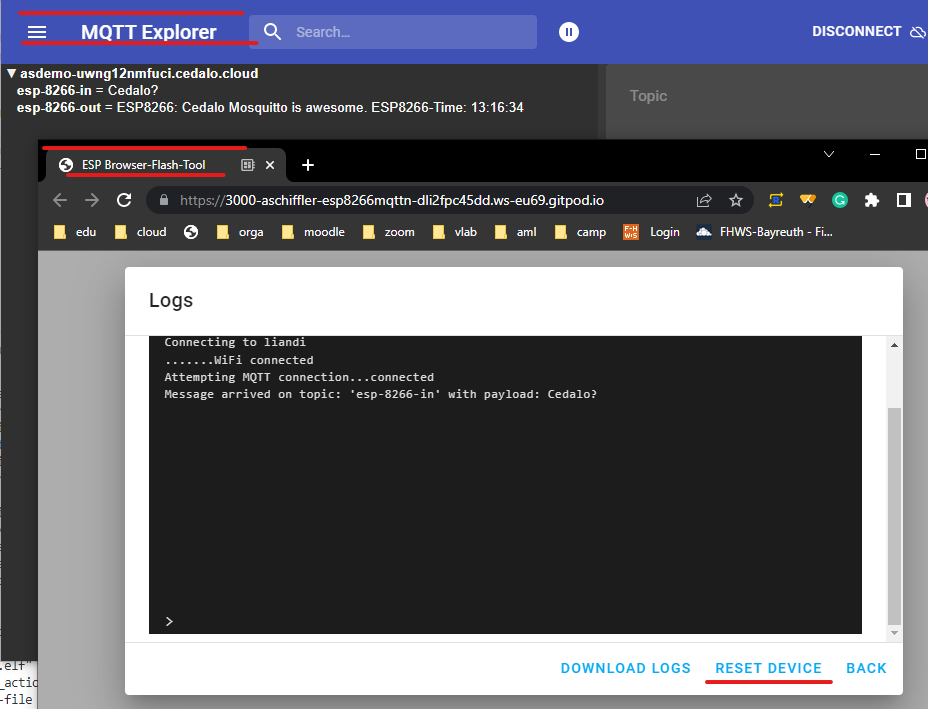 MQTT Explorer
Search...
DISCONNECT
▼ asdemo-uwng12nmfuci.cedalo.cloud
esp-8266-in = Cedalo?
esp-8266-out = ESP8266: Cedalo Mosquitto is awesome. ESP8266-Time: 13:16:34
Topic
ESP Browser-Flash-Tool
https://3000-aschiffler-esp8266mqttn-dli2fpc45dd.ws-eu69.gitpod.io
edu cloud orga moodle zoom vlab aml camp Login FHWS-Bayreuth - Fi...
Logs
Connecting to liandi
.......WiFi connected
Attempting MQTT connection...connected
Message arrived on topic: 'esp-8266-in' with payload: Cedalo?
>
DOWNLOAD LOGS RESET DEVICE BACK
.elf"
_actio
-file